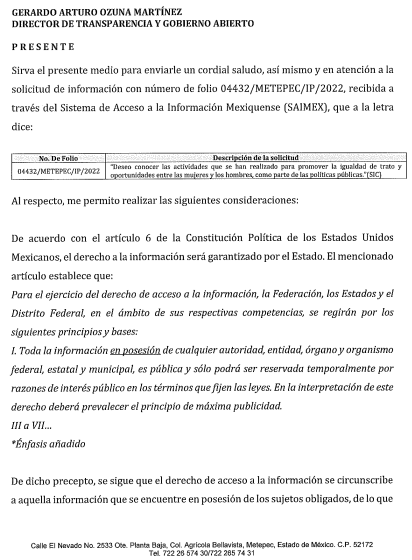 GERARDO ARTURO OZUNA MARTÍNEZ
DIRECTOR DE TRANSPARENCIA Y GOBIERNO ABIERTO
P R E S E N T E
Sirva el presente medio para enviarle un cordial saludo, así mismo y en atención a la
solicitud de información con número de folio 04432/METEPEC/IP/2022, recibida a
través del Sistema de Acceso a la Información Mexiquense (SAIMEX), que a la letra
dice:
No. De Folio Descripción de la solicitud
04432/METEPEC/IP/2022 "Deseo conocer las actividades que se han realizado para promover la igualdad de trato y
oportunidades entre las mujeres y los hombres, como parte de las políticas públicas."(SIC)
Al respecto, me permito realizar las siguientes consideraciones:
De acuerdo con el artículo 6 de la Constitución Política de los Estados Unidos
Mexicanos, el derecho a la información será garantizado por el Estado. El mencionado
artículo establece que:
Para el ejercicio del derecho de acceso a la información, la Federación, los Estados y el
Distrito Federal, en el ámbito de sus respectivas competencias, se regirán por los
siguientes principios y bases:
I. Toda la información en posesión de cualquier autoridad, entidad, órgano y organismo
federal, estatal y municipal, es pública y sólo podrá ser reservada temporalmente por
razones de interés público en los términos que fijen las leyes. En la interpretación de este
derecho deberá prevalecer el principio de máxima publicidad.
III a VII...
*Énfasis añadido
De dicho precepto, se sigue que el derecho de acceso a la información se circunscribe
a aquella información que se encuentre en posesión de los sujetos obligados, de lo que
Calle El Nevado No. 2533 Ote. Planta Baja, Col. Agrícola Bellavista, Metepec, Estado de México. C.P. 52172
Tel. 722 26 574 30/722 265 74 31